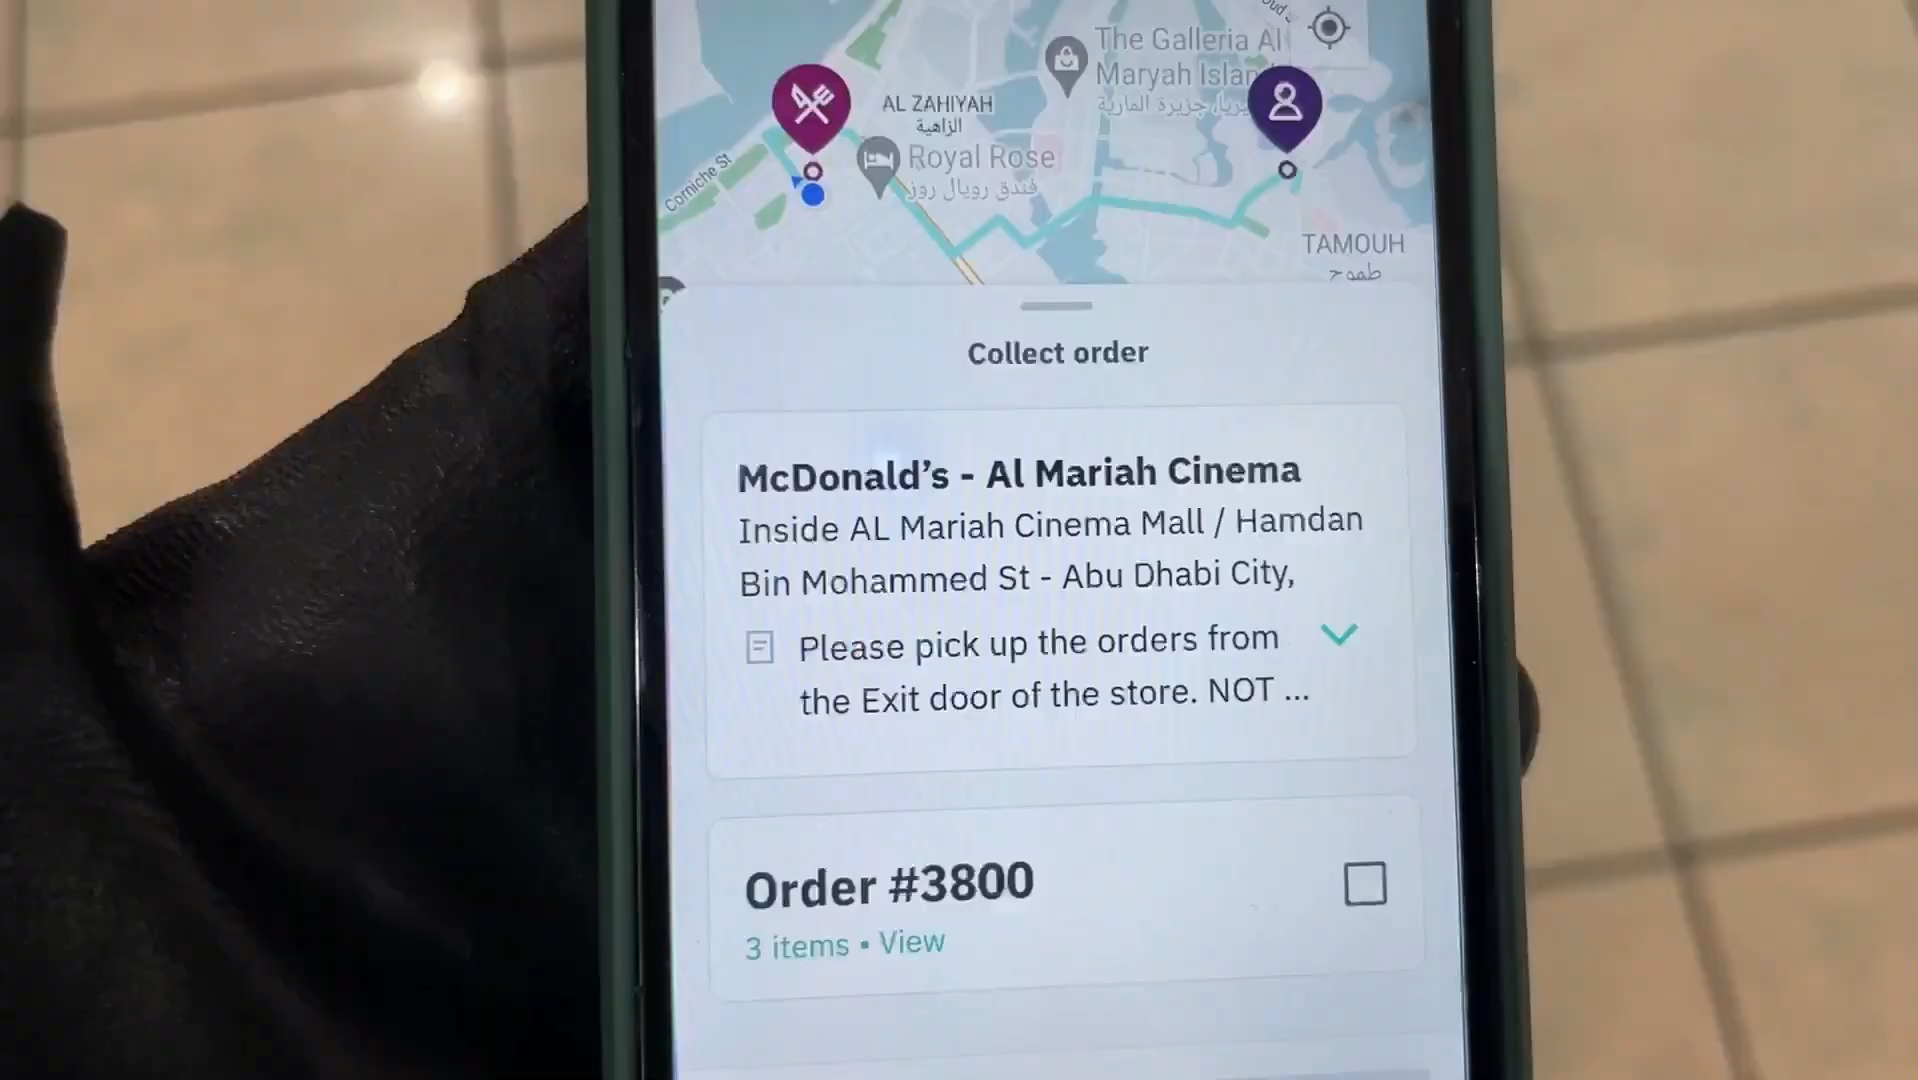 The Galleria Al
Maryah Islan
AL ZAHIYAH
الزاهية
Royal Rose
فندق رويال روز
Corniche St
TAMOUH
طموح
Collect order
McDonald's - Al Mariah Cinema
Inside AL Mariah Cinema Mall / Hamdan
Bin Mohammed St - Abu Dhabi City,
Please pick up the orders from
the Exit door of the store. NOT ...
Order #3800
3 items • View